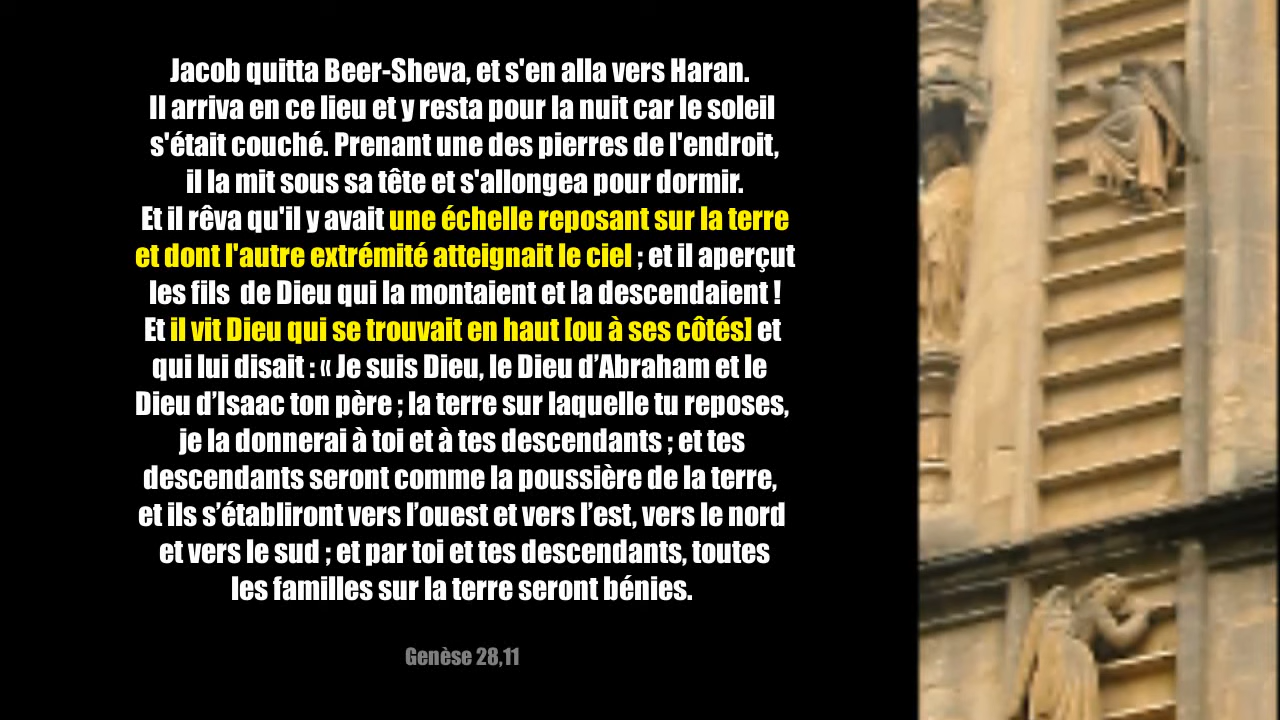 Jacob quitta Beer-Sheva, et s'en alla vers Haran.
Il arriva en ce lieu et y resta pour la nuit car le soleil
s'était couché. Prenant une des pierres de l'endroit,
il la mit sous sa tête et s'allongea pour dormir.
Et il rêva qu'il y avait une échelle reposant sur la terre
et dont l'autre extrémité atteignait le ciel ; et il aperçut
les fils  de Dieu qui la montaient et la descendaient !
Et il vit Dieu qui se trouvait en haut [ou à ses côtés] et
qui lui disait : « Je suis Dieu, le Dieu d’Abraham et le
Dieu d’Isaac ton père ; la terre sur laquelle tu reposes,
je la donnerai à toi et à tes descendants ; et tes
descendants seront comme la poussière de la terre,
et ils s’établiront vers l’ouest et vers l’est, vers le nord
et vers le sud ; et par toi et tes descendants, toutes
les familles sur la terre seront bénies.
Genèse 28,11